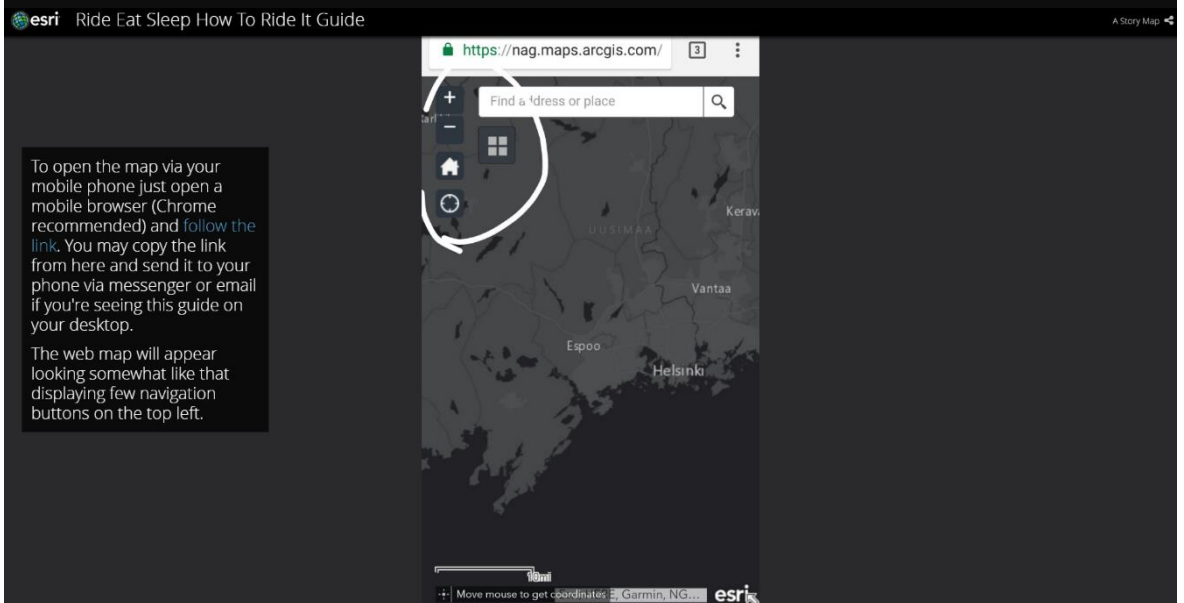 esri Ride Eat Sleep How To Ride It Guide
A Story Map
https://nag.maps.arcgis.com/
3
+
Find address or place
−
To open the map via your
mobile phone just open a
mobile browser (Chrome
recommended) and follow the
link. You may copy the link
from here and send it to your
phone via messenger or email
if you're seeing this guide on
your desktop.
The web map will appear
looking somewhat like that
displaying few navigation
buttons on the top left.
UUSIMAA
Vantaa
Espoo
Helsinki
10mi
Move mouse to get coordinates E, Garmin, NG...
esri